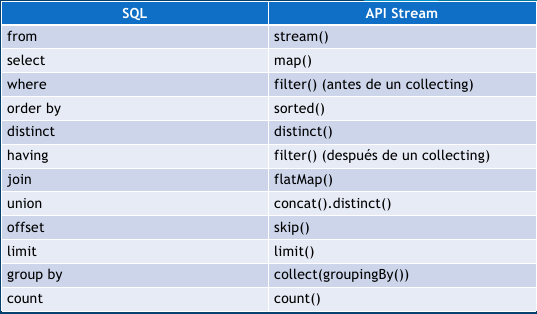 SQL API Stream
from stream()
select map()
where filter() (antes de un collecting)
order by sorted()
distinct distinct()
having filter() (después de un collecting)
join flatMap()
union concat().distinct()
offset skip()
limit limit()
group by collect(groupingBy())
count count()